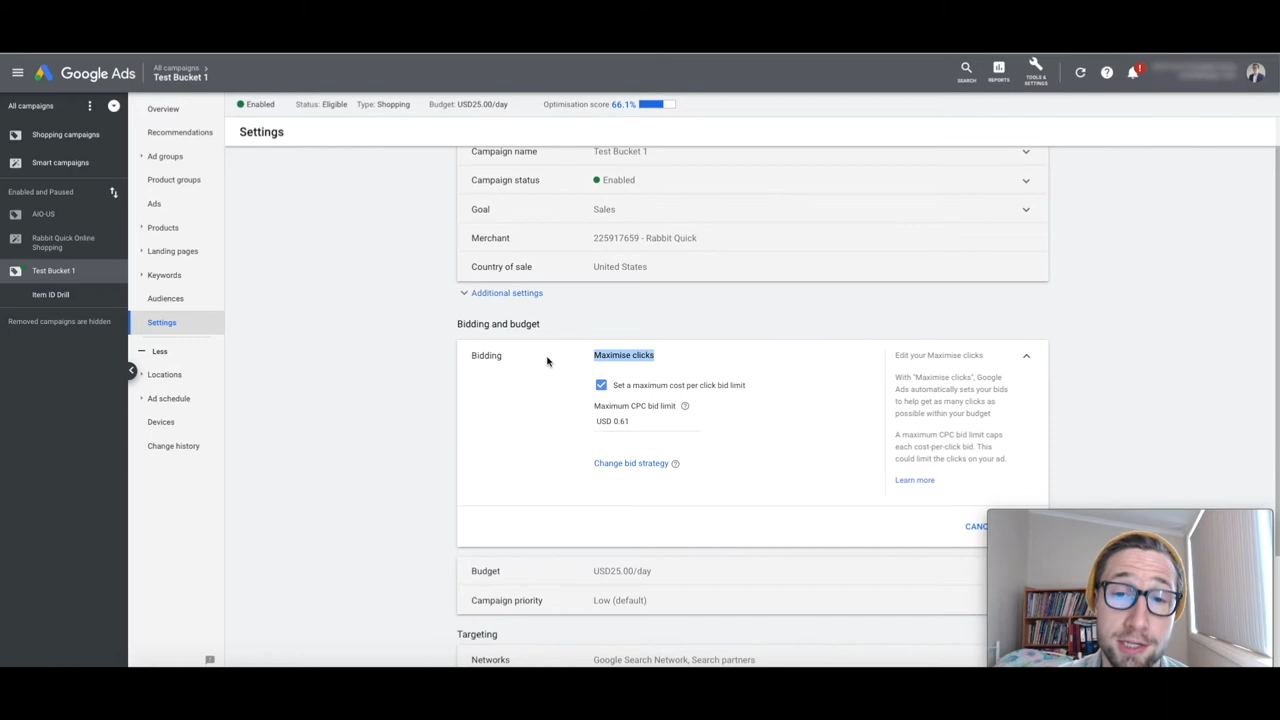 Google Ads
All campaigns
Test Bucket 1
SEARCH
REPORTS
TOOLS &
SETTINGS
!
All campaigns
Shopping campaigns
Smart campaigns
Enabled and Paused
AIO-US
Rabbit Quick Online
Shopping
Test Bucket 1
Item ID Drill
Removed campaigns are hidden
Overview
Recommendations
Ad groups
Product groups
Ads
Products
Landing pages
Keywords
Audiences
Settings
Less
Locations
Ad schedule
Devices
Change history
Enabled Status: Eligible Type: Shopping Budget: USD25.00/day Optimisation score 66.1%
Settings
Campaign name Test Bucket 1
Campaign status Enabled
Goal Sales
Merchant 225917659 - Rabbit Quick
Country of sale United States
Additional settings
Bidding and budget
Bidding Maximise clicks
Set a maximum cost per click bid limit
Maximum CPC bid limit
USD 0.61
Change bid strategy
Edit your Maximise clicks
With "Maximise clicks", Google
Ads automatically sets your bids
to help get as many clicks as
possible within your budget
A maximum CPC bid limit caps
each cost-per-click bid. This
could limit the clicks on your ad.
Learn more
CANC
Budget USD25.00/day
Campaign priority Low (default)
Targeting
Networks Google Search Network, Search partners